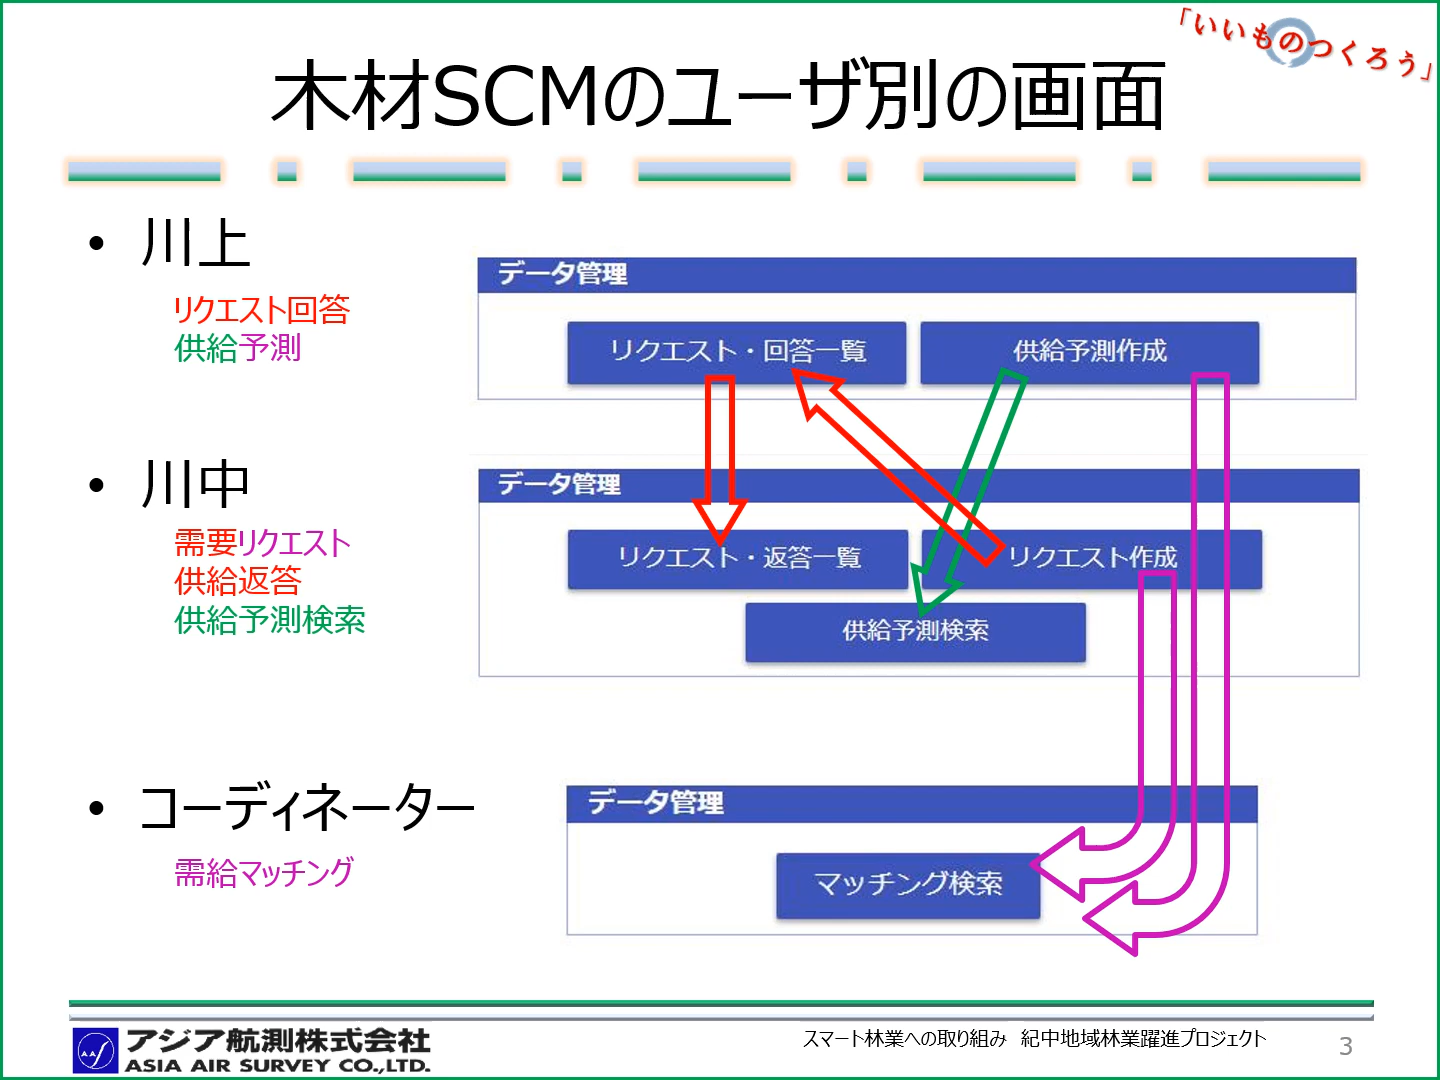 「いいものつくろう」
木材SCMのユーザ別の画面
• 川上
リクエスト回答
供給予測
データ管理
リクエスト・回答一覧
供給予測作成
• 川中
需要リクエスト
供給返答
供給予測検索
データ管理
リクエスト・返答一覧
リクエスト作成
供給予測検索
• コーディネーター
需給マッチング
データ管理
マッチング検索
AAS
アジア航測株式会社
ASIA AIR SURVEY CO.,LTD.
スマート林業への取り組み 紀中地域林業躍進プロジェクト
3